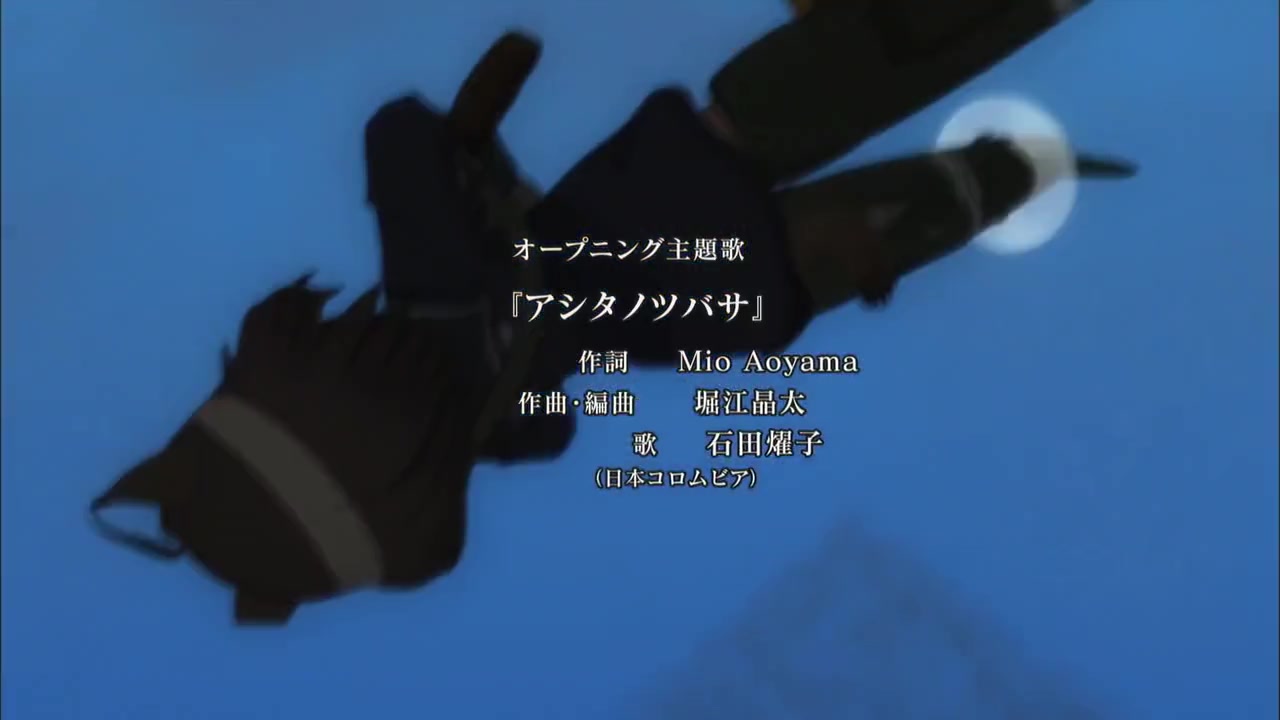 オープニング主題歌
『アシタノツバサ』
作詞 Mio Aoyama
作曲・編曲 堀江晶太
歌 石田燿子
（日本コロムビア）